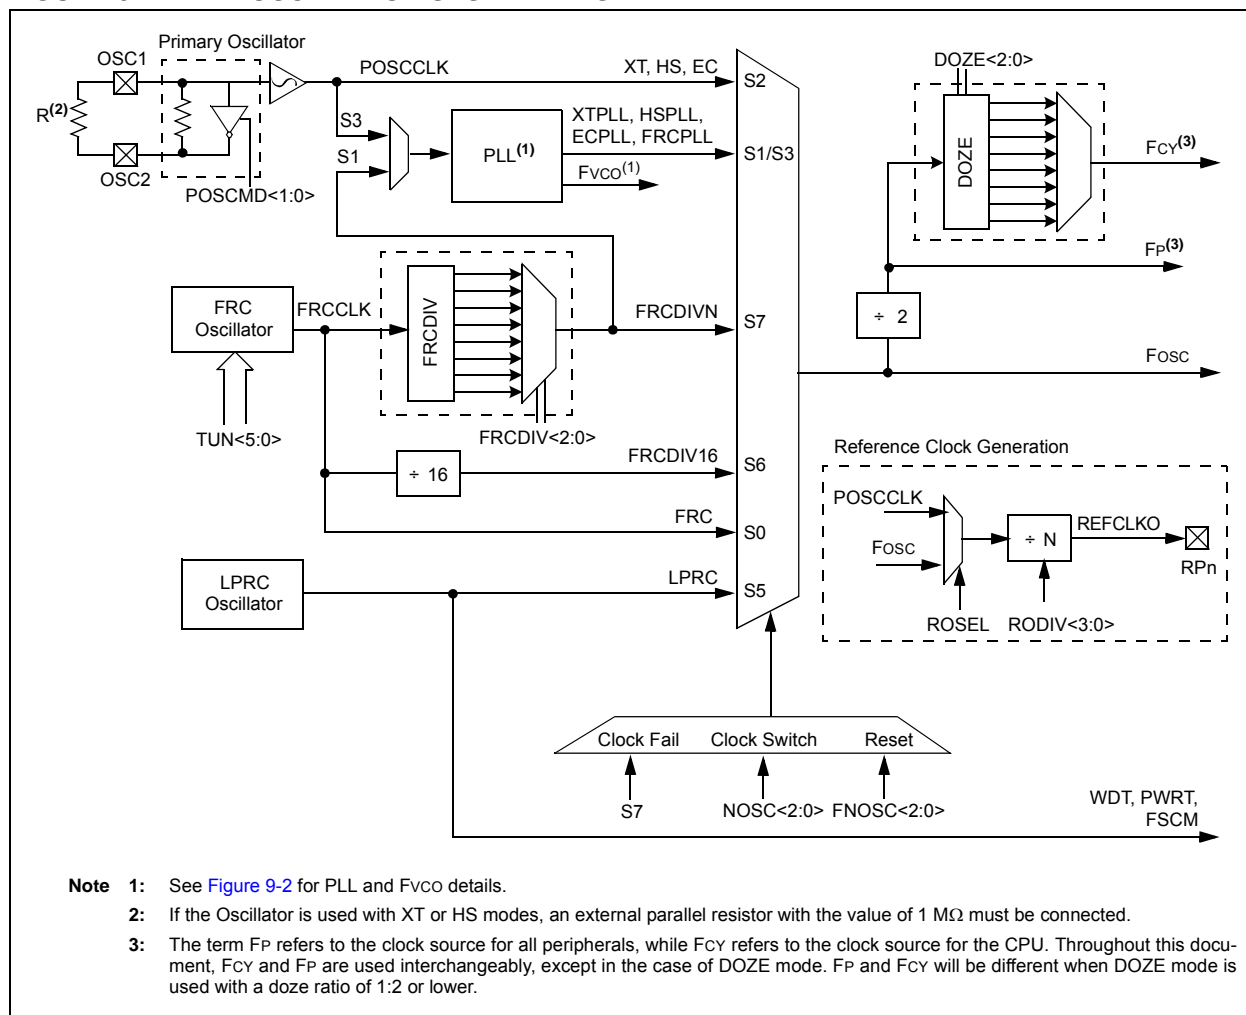 Primary Oscillator
OSC1
POSCCLK
XT, HS, EC
S2
DOZE<2:0>
R(2)
S3
XTPLL, HSPLL,
ECPLL, FRCPLL
PLL(1)
S1/S3
S1
FVCO(1)
OSC2
POSCMD<1:0>
DOZE
FCY(3)
FP(3)
FRC
Oscillator
FRCCLK
FRCDIV
FRCDIVN
S7
÷ 2
FOSC
TUN<5:0>
FRCDIV<2:0>
÷ 16
FRCDIV16
S6
FRC
S0
LPRC
Oscillator
LPRC
S5
Reference Clock Generation
POSCCLK
FOSC
÷ N
REFCLKO
RPn
ROSEL
RODIV<3:0>
Clock Fail
Clock Switch
Reset
S7
NOSC<2:0>
FNOSC<2:0>
WDT, PWRT,
FSCM
Note 1: See Figure 9-2 for PLL and FVCO details.
2: If the Oscillator is used with XT or HS modes, an external parallel resistor with the value of 1 MΩ must be connected.
3: The term FP refers to the clock source for all peripherals, while FCY refers to the clock source for the CPU. Throughout this docu-
ment, FCY and FP are used interchangeably, except in the case of DOZE mode. FP and FCY will be different when DOZE mode is
used with a doze ratio of 1:2 or lower.